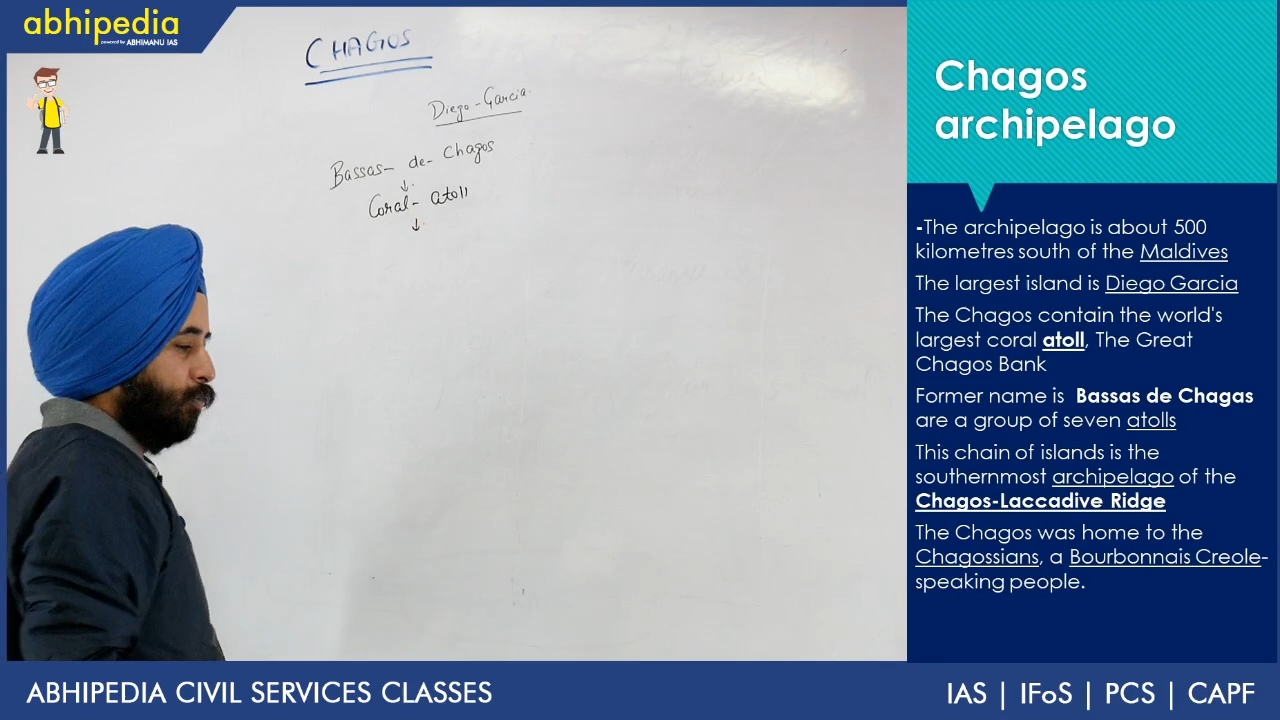 abhipedia
powered by ABHIMANU IAS
CHAGOS
Diego-Garcia
Bassas- de- Chagos
↓
Coral- atoll
↓
Chagos
archipelago
-The archipelago is about 500
kilometres south of the Maldives
The largest island is Diego Garcia
The Chagos contain the world's
largest coral atoll, The Great
Chagos Bank
Former name is Bassas de Chagas
are a group of seven atolls
This chain of islands is the
southernmost archipelago of the
Chagos-Laccadive Ridge
The Chagos was home to the
Chagossians, a Bourbonnais Creole-
speaking people.
ABHIPEDIA CIVIL SERVICES CLASSES
IAS | IFoS | PCS | CAPF